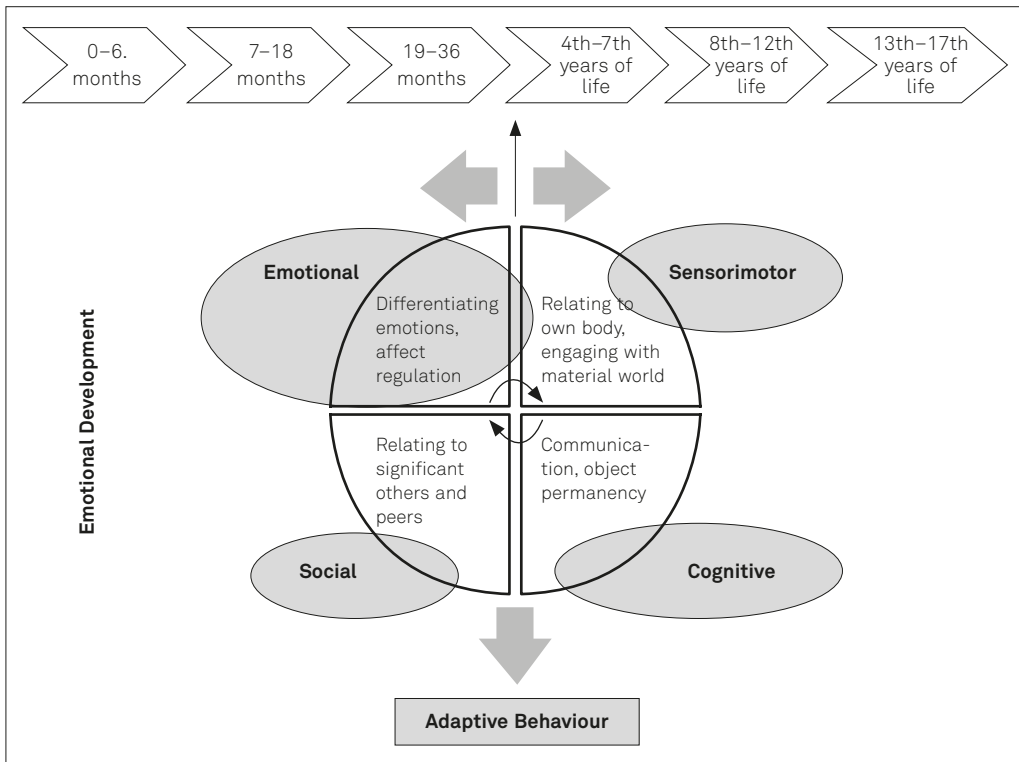 0–6.
months
7–18
months
19–36
months
4th–7th
years of
life
8th–12th
years of
life
13th–17th
years of
life
Emotional Development
Emotional
Differentiating
emotions,
affect
regulation
Sensorimotor
Relating to
own body,
engaging with
material world
Relating to
significant
others and
peers
Social
Communica-
tion, object
permanency
Cognitive
Adaptive Behaviour